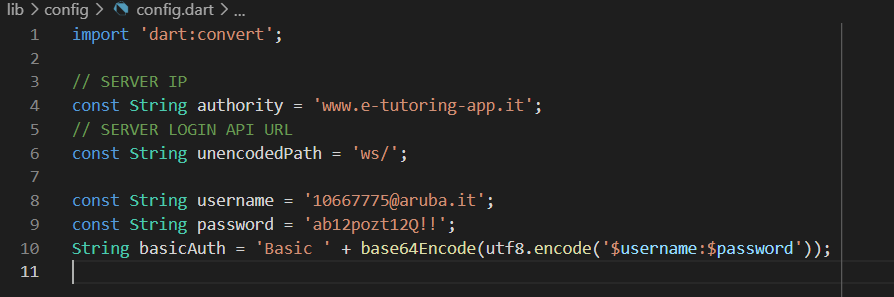 lib > config > config.dart > ...
1 import 'dart:convert';
2
3 // SERVER IP
4 const String authority = 'www.e-tutoring-app.it';
5 // SERVER LOGIN API URL
6 const String unencodedPath = 'ws/';
7
8 const String username = '10667775@aruba.it';
9 const String password = 'ab12pozt12Q!!';
10 String basicAuth = 'Basic ' + base64Encode(utf8.encode('$username:$password'));
11